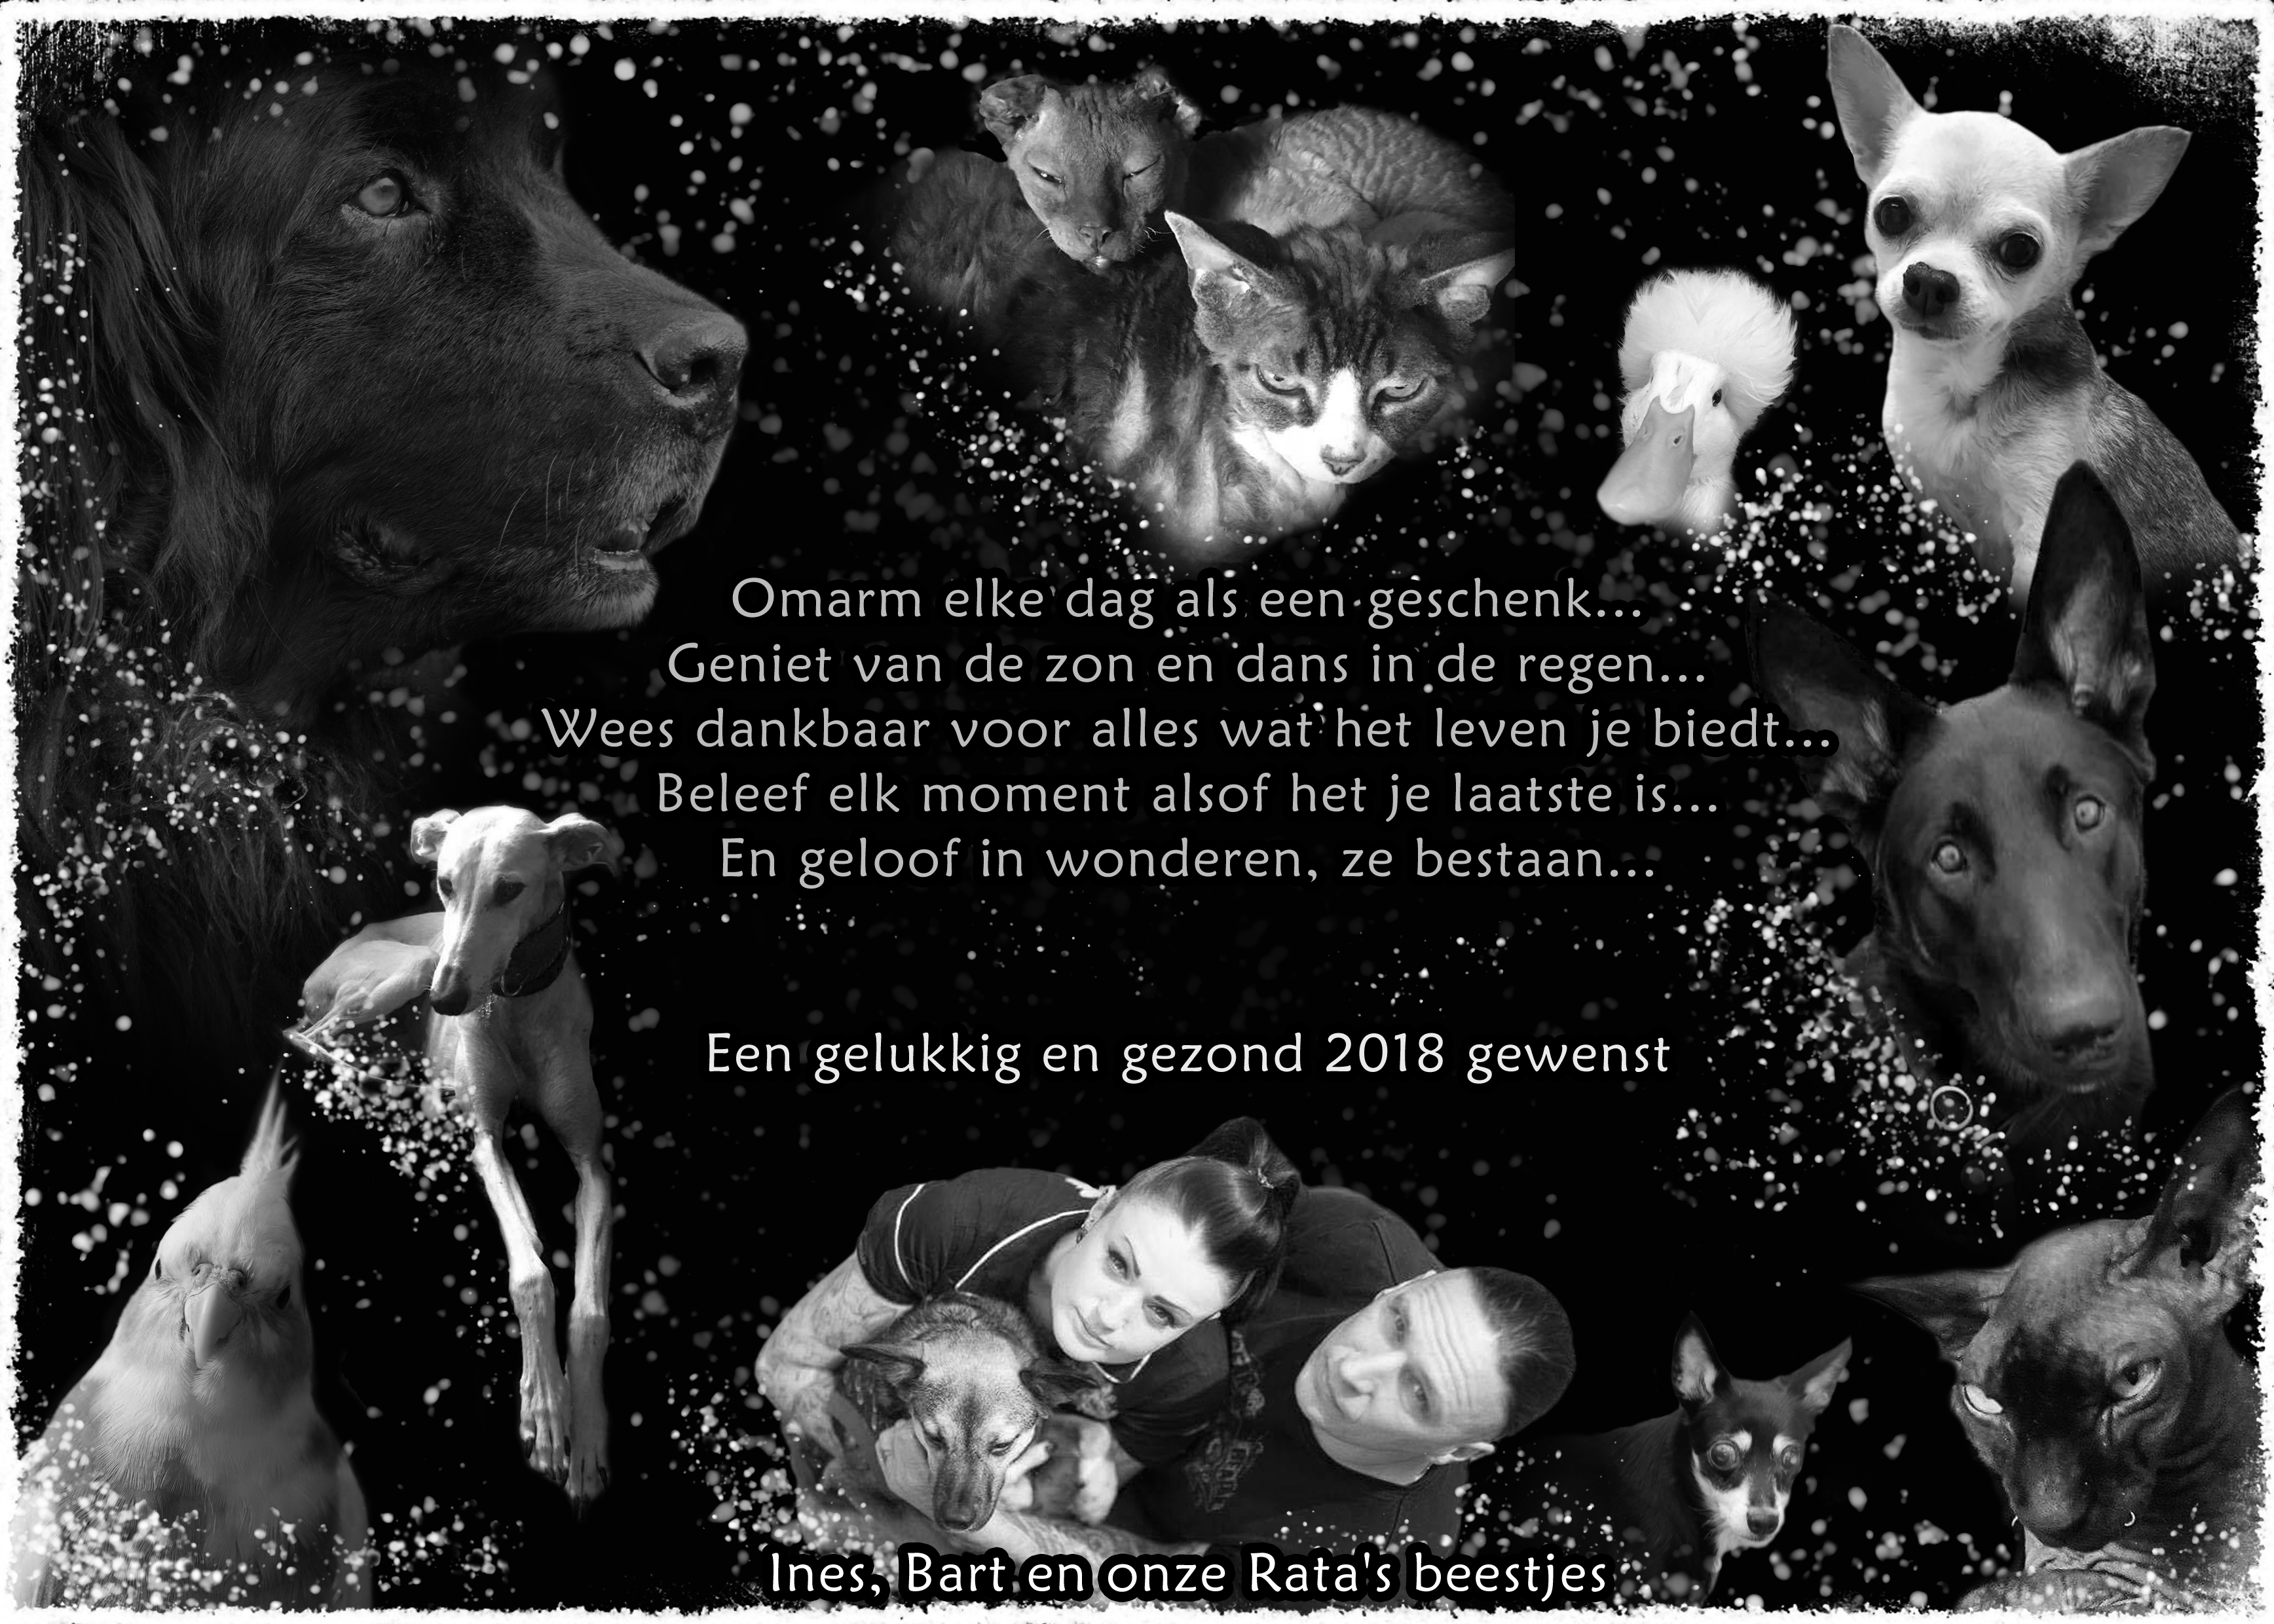 Omarm elke dag als een geschenk...
Geniet van de zon en dans in de regen...
Wees dankbaar voor alles wat het leven je biedt...
Beleef elk moment alsof het je laatste is...
En geloof in wonderen, ze bestaan...
Een gelukkig en gezond 2018 gewenst
Ines, Bart en onze Rata's beestjes